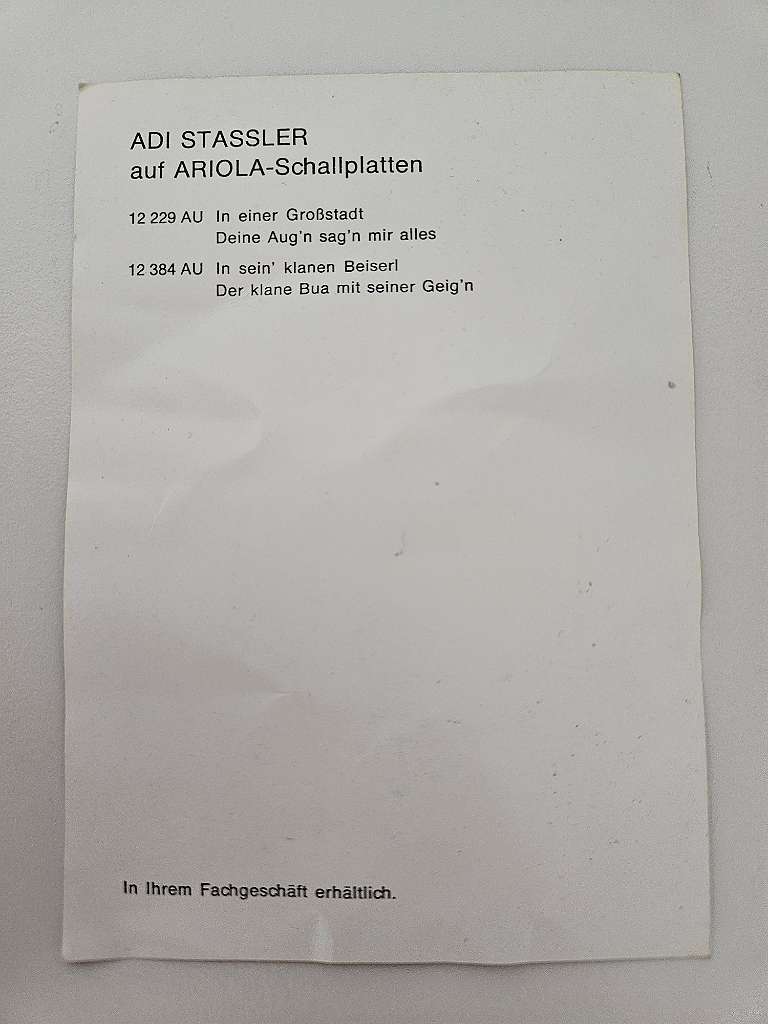 ADI STASSLER
auf ARIOLA-Schallplatten
12 229 AU In einer Großstadt
Deine Aug'n sag'n mir alles
12 384 AU In sein' klanen Beiserl
Der klane Bua mit seiner Geig'n
In Ihrem Fachgeschäft erhältlich.